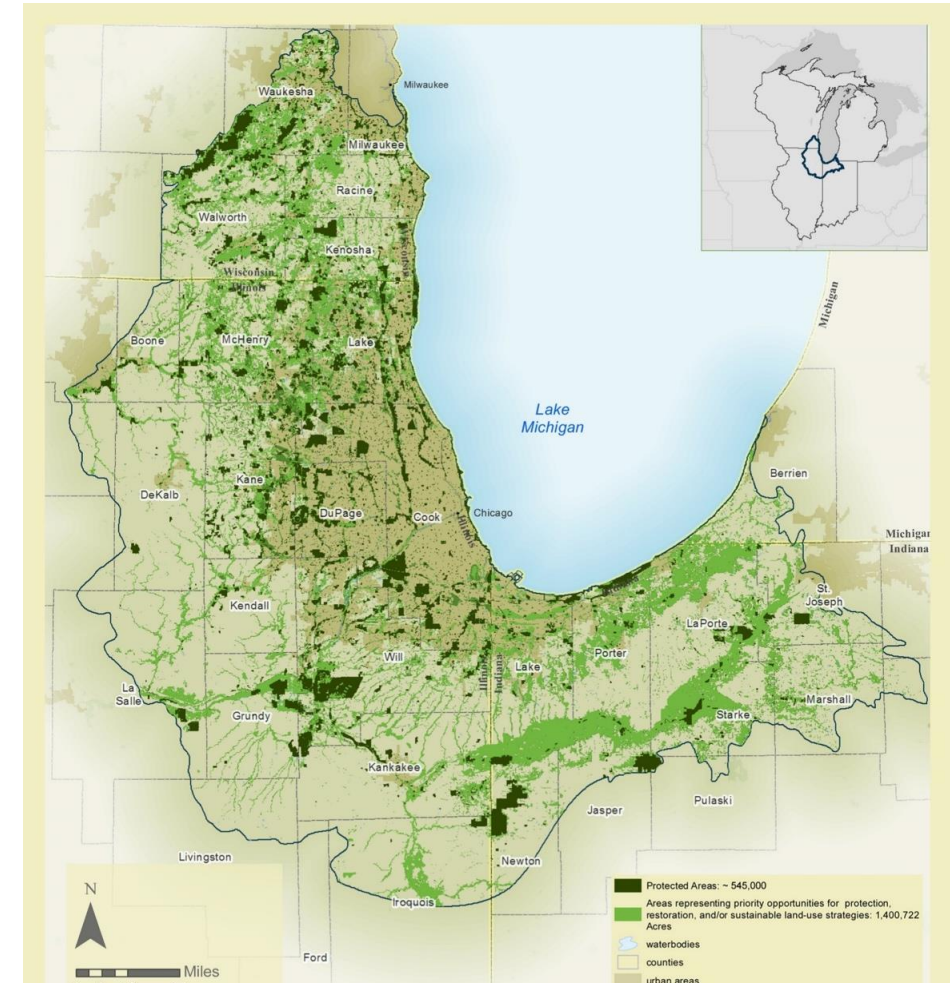 Waukesha
Milwaukee
Milwaukee
Racine
Walworth
Kenosha
Wisconsin
Illinois
Michigan
Boone
McHenry
Lake
Lake
Michigan
Berrien
Kane
DeKalb
DuPage
Cook
Chicago
Illinois
Michigan
Indiana
St.
Joseph
Kendall
LaPorte
Porter
Will
Lake
Illinois
Indiana
La
Salle
Marshall
Grundy
Starke
Kankakee
Jasper
Pulaski
Livingston
Newton
Iroquois
Ford
N
Miles
Protected Areas: ~ 545,000
Areas representing priority opportunities for protection,
restoration, and/or sustainable land-use strategies: 1,400,722
Acres
waterbodies
counties
urban areas